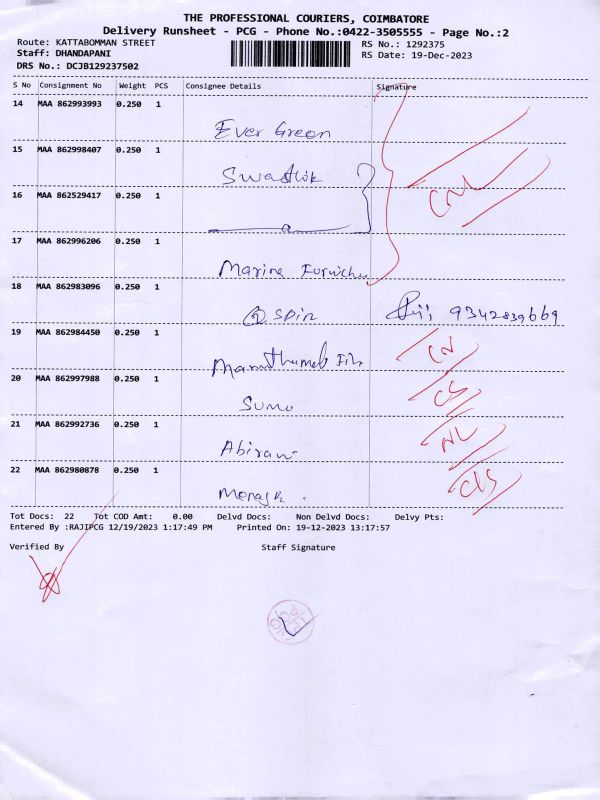 THE PROFESSIONAL COURIERS, COIMBATORE
Delivery Runsheet - PCG - Phone No.:0422-3505555 - Page No.:2
Route: KATTABOMMAN STREET
RS No.: 1292375
Staff: DHANDAPANI
RS Date: 19-Dec-2023
DRS No.: DCJB129237502
S No Consignment No Weight PCS Consignee Details Signature
14 MAA 862993993 0.250 1
Ever Green
15 MAA 862998407 0.250 1
Swastik
16 MAA 862529417 0.250 1
17 MAA 862996206 0.250 1
Marine
18 MAA 862983096 0.250 1
Spin 9342839669
19 MAA 862984450 0.250 1
20 MAA 862997988 0.250 1
Sumo
21 MAA 862992736 0.250 1
Abirami
22 MAA 862980878 0.250 1
Tot Docs: 22 Tot COD Amt: 0.00 Delvd Docs: Non Delvd Docs: Delvy Pts:
Entered By :RAJIPCG 12/19/2023 1:17:49 PM Printed On: 19-12-2023 13:17:57
Verified By Staff Signature